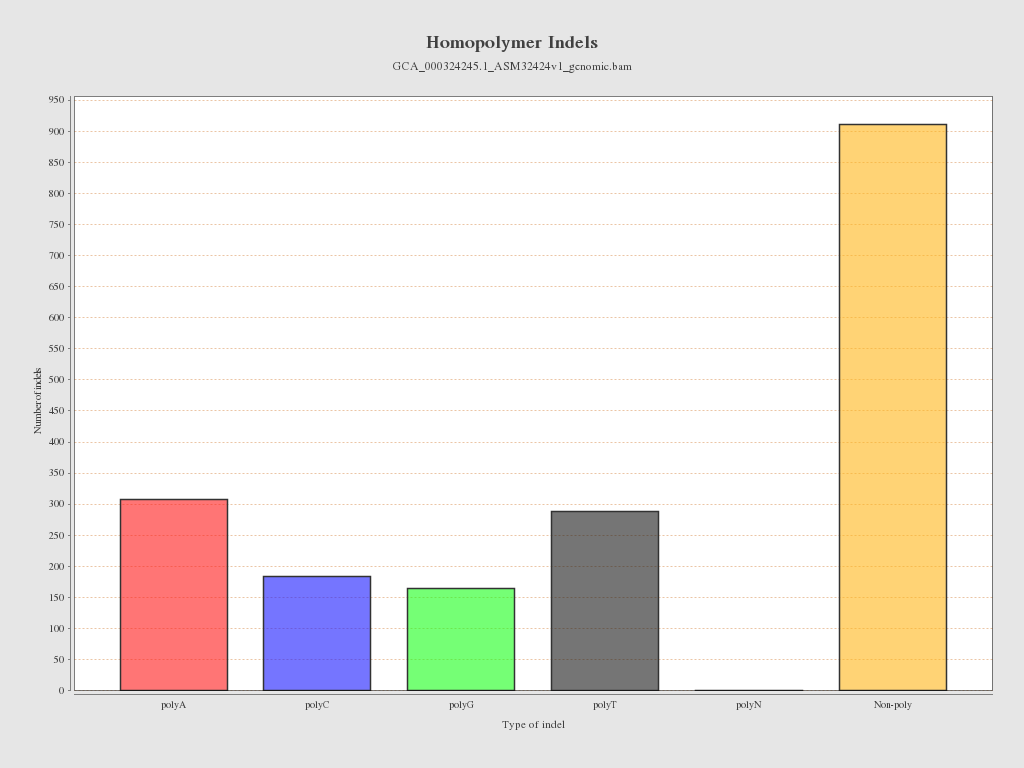 Homopolymer Indels
GCA_000324245.1_ASM32424v1_genomic.bam
950
900
850
800
750
700
650
600
550
500
450
400
350
300
250
200
150
100
50
0
Number of indels
polyA
polyC
polyG
polyT
polyN
Non-poly
Type of indel